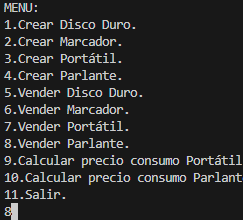 MENU:
1.Crear Disco Duro.
2.Crear Marcador.
3.Crear Portátil.
4.Crear Parlante.
5.Vender Disco Duro.
6.Vender Marcador.
7.Vender Portátil.
8.Vender Parlante.
9.Calcular precio consumo Portátil
10.Calcular precio consumo Parlant
11.Salir.
8